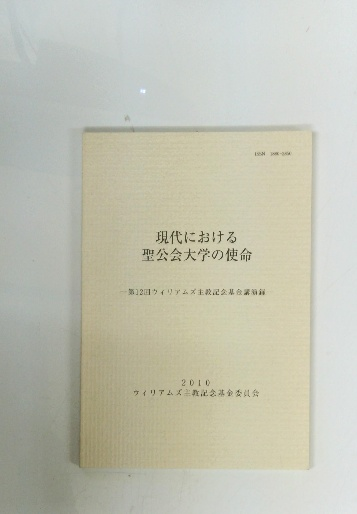 現代における
聖公会大学の使命
―第12回ウィリアムズ主教記念基金講演録―
2010
ウィリアムズ主教記念基金委員会